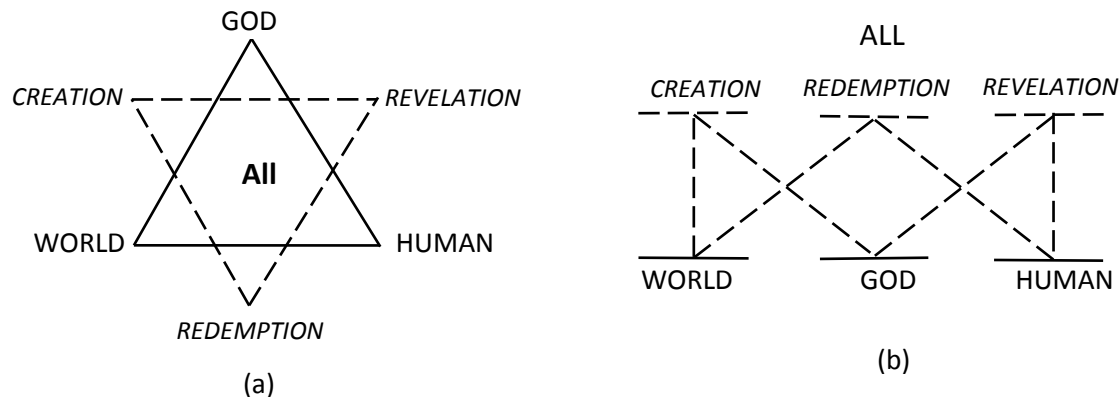 GOD
CREATION
REVELATION
All
WORLD
HUMAN
REDEMPTION
(a)
ALL
CREATION REDEMPTION REVELATION
WORLD GOD HUMAN
(b)